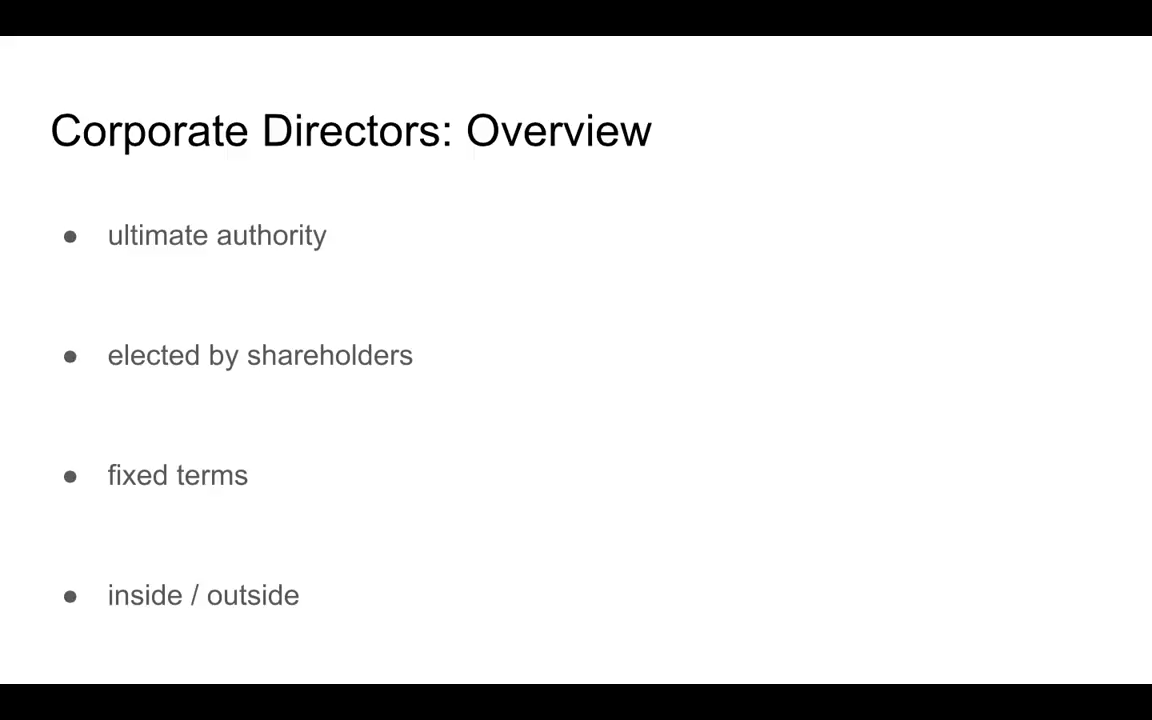 Corporate Directors: Overview
● ultimate authority
● elected by shareholders
● fixed terms
● inside / outside